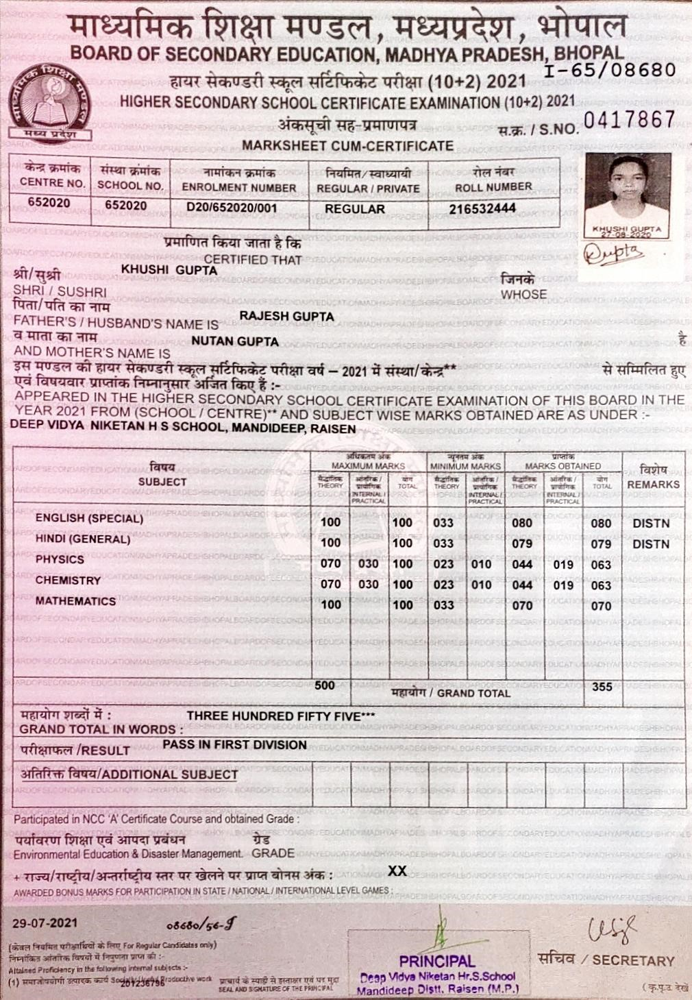 माध्यमिक शिक्षा मण्डल, मध्यप्रदेश, भोपाल
BOARD OF SECONDARY EDUCATION, MADHYA PRADESH, BHOPAL
I-65/08680
हायर सेकण्डरी स्कूल सर्टिफिकेट परीक्षा (10+2) 2021
HIGHER SECONDARY SCHOOL CERTIFICATE EXAMINATION (10+2) 2021
अंकसूची सह-प्रमाणपत्र
स.क्र. / S.NO. 0417867
MARKSHEET CUM-CERTIFICATE
माध्यमिक शिक्षा मण्डल
मध्य प्रदेश
केन्द्र क्रमांक संस्था क्रमांक नामांकन क्रमांक नियमित/स्वाध्यायी रोल नंबर
CENTRE NO. SCHOOL NO. ENROLMENT NUMBER REGULAR / PRIVATE ROLL NUMBER
652020 652020 D20/652020/001 REGULAR 216532444
KHUSHI GUPTA
27-08-2020
Gupta
प्रमाणित किया जाता है कि
CERTIFIED THAT
श्री/सुश्री KHUSHI GUPTA जिनके
SHRI / SUSHRI WHOSE
पिता/पति का नाम RAJESH GUPTA
FATHER'S / HUSBAND'S NAME IS
व माता का नाम NUTAN GUPTA है
AND MOTHER'S NAME IS
इस मण्डल की हायर सेकण्डरी स्कूल सर्टिफिकेट परीक्षा वर्ष – 2021 में संस्था/केन्द्र** से सम्मिलित हुए
एवं विषयवार प्राप्तांक निम्नानुसार अर्जित किए हैं :-
APPEARED IN THE HIGHER SECONDARY SCHOOL CERTIFICATE EXAMINATION OF THIS BOARD IN THE
YEAR 2021 FROM (SCHOOL / CENTRE)** AND SUBJECT WISE MARKS OBTAINED ARE AS UNDER :-
DEEP VIDYA NIKETAN H S SCHOOL, MANDIDEEP, RAISEN
विषय अधिकतम अंक न्यूनतम अंक प्राप्तांक विशेष
SUBJECT MAXIMUM MARKS MINIMUM MARKS MARKS OBTAINED REMARKS
सैद्धांतिक आंतरिक/प्रायोगिक योग सैद्धांतिक आंतरिक/प्रायोगिक सैद्धांतिक आंतरिक/प्रायोगिक योग
THEORY INTERNAL/PRACTICAL TOTAL THEORY INTERNAL/PRACTICAL THEORY INTERNAL/PRACTICAL TOTAL
ENGLISH (SPECIAL) 100 100 033 080 080 DISTN
HINDI (GENERAL) 100 100 033 079 079 DISTN
PHYSICS 070 030 100 023 010 044 019 063
CHEMISTRY 070 030 100 023 010 044 019 063
MATHEMATICS 100 100 033 070 070
500 महायोग / GRAND TOTAL 355
महायोग शब्दों में : THREE HUNDRED FIFTY FIVE***
GRAND TOTAL IN WORDS :
परीक्षाफल /RESULT PASS IN FIRST DIVISION
अतिरिक्त विषय/ADDITIONAL SUBJECT
Participated in NCC 'A' Certificate Course and obtained Grade :
पर्यावरण शिक्षा एवं आपदा प्रबंधन ग्रेड
Environmental Education & Disaster Management. GRADE
+ राज्य/राष्ट्रीय/अन्तर्राष्ट्रीय स्तर पर खेलने पर प्राप्त बोनस अंक : XX
AWARDED BONUS MARKS FOR PARTICIPATION IN STATE / NATIONAL / INTERNATIONAL LEVEL GAMES :
29-07-2021 08680/56-J
(केवल नियमित परीक्षार्थियों के लिए For Regular Candidates only)
निम्नांकित आंतरिक विषयों में निपुणता प्राप्त की :-
Attained Proficiency in the following internal subjects :-
(1) समाजोपयोगी उत्पादक कार्य Socially Useful Productive work
201236796
प्राचार्य के स्याही से हस्ताक्षर एवं पद मुद्रा
SEAL AND SIGNATURE OF THE PRINCIPAL
PRINCIPAL
Deep Vidya Niketan Hr.S.School
Mandideep Distt. Raisen (M.P.)
सचिव / SECRETARY
(कृ.पृ.उ. देखें